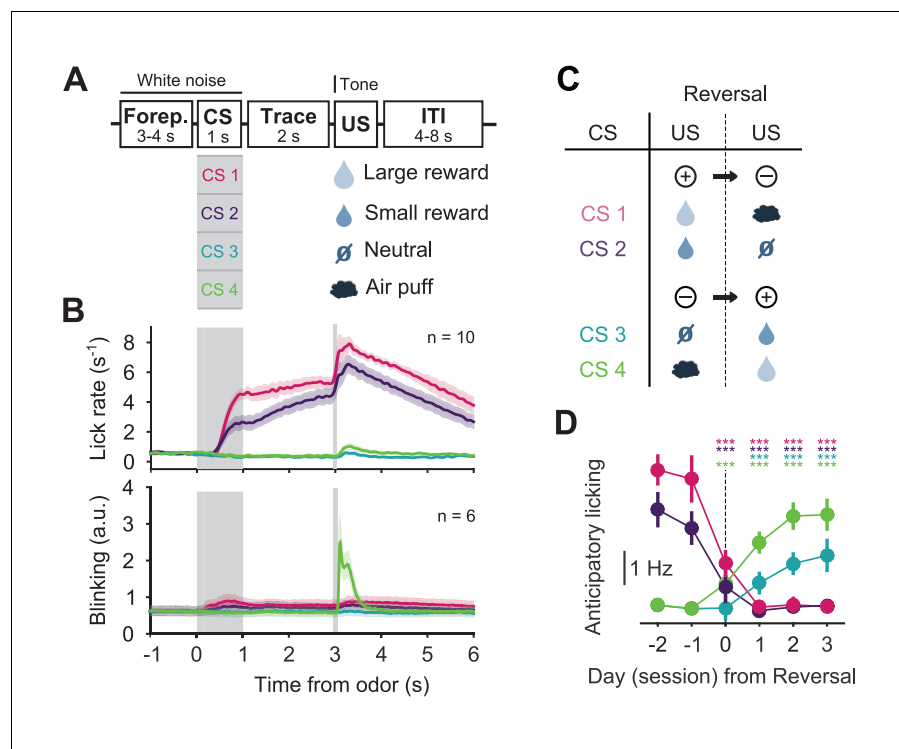 A
White noise
Tone
Forep.
3-4 s
CS
1 s
Trace
2 s
US
ITI
4-8 s
CS 1
CS 2
CS 3
CS 4
Large reward
Small reward
Ø Neutral
Air puff
B
Lick rate (s-1)
8
6
4
2
0
n = 10
Blinking (a.u.)
4
3
2
1
0
n = 6
-1 0 1 2 3 4 5 6
Time from odor (s)
C
Reversal
CS US US
+ −
CS 1
CS 2 Ø
− +
CS 3 Ø
CS 4
D
Anticipatory licking
1 Hz
*** *** *** ***
*** *** *** ***
*** *** ***
*** *** *** ***
-2 -1 0 1 2 3
Day (session) from Reversal